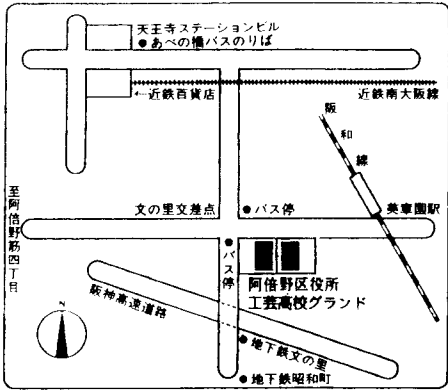 天王寺ステーションビル
●あべの橋バスのりば
←近鉄百貨店
近鉄南大阪線
阪和線
至阿倍野筋四丁目
文の里交差点
●バス停
美章園駅
●バス停
阿倍野区役所
工芸高校グランド
阪神高速道路
N
●地下鉄文の里
●地下鉄昭和町